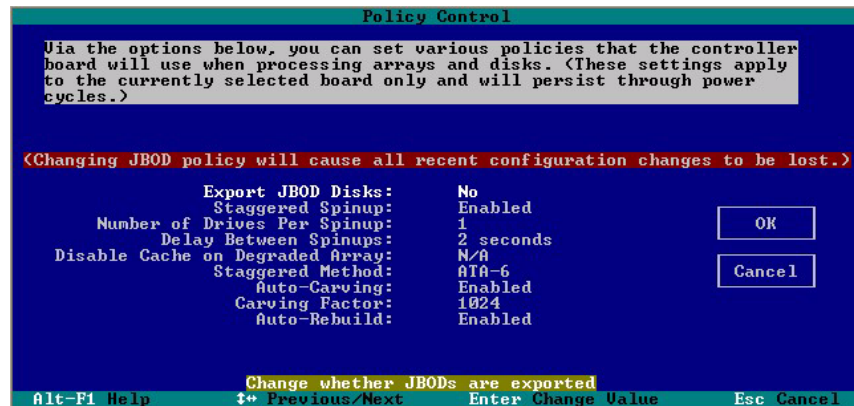 Policy Control
Via the options below, you can set various policies that the controller
board will use when processing arrays and disks. (These settings apply
to the currently selected board only and will persist through power
cycles.)
(Changing JBOD policy will cause all recent configuration changes to be lost.)
Export JBOD Disks: No
Staggered Spinup: Enabled
Number of Drives Per Spinup: 1
Delay Between Spinups: 2 seconds
Disable Cache on Degraded Array: N/A
Staggered Method: ATA-6
Auto-Carving: Enabled
Carving Factor: 1024
Auto-Rebuild: Enabled
OK
Cancel
Change whether JBODs are exported
Alt-F1 Help ↕↔ Previous/Next Enter Change Value Esc Cancel